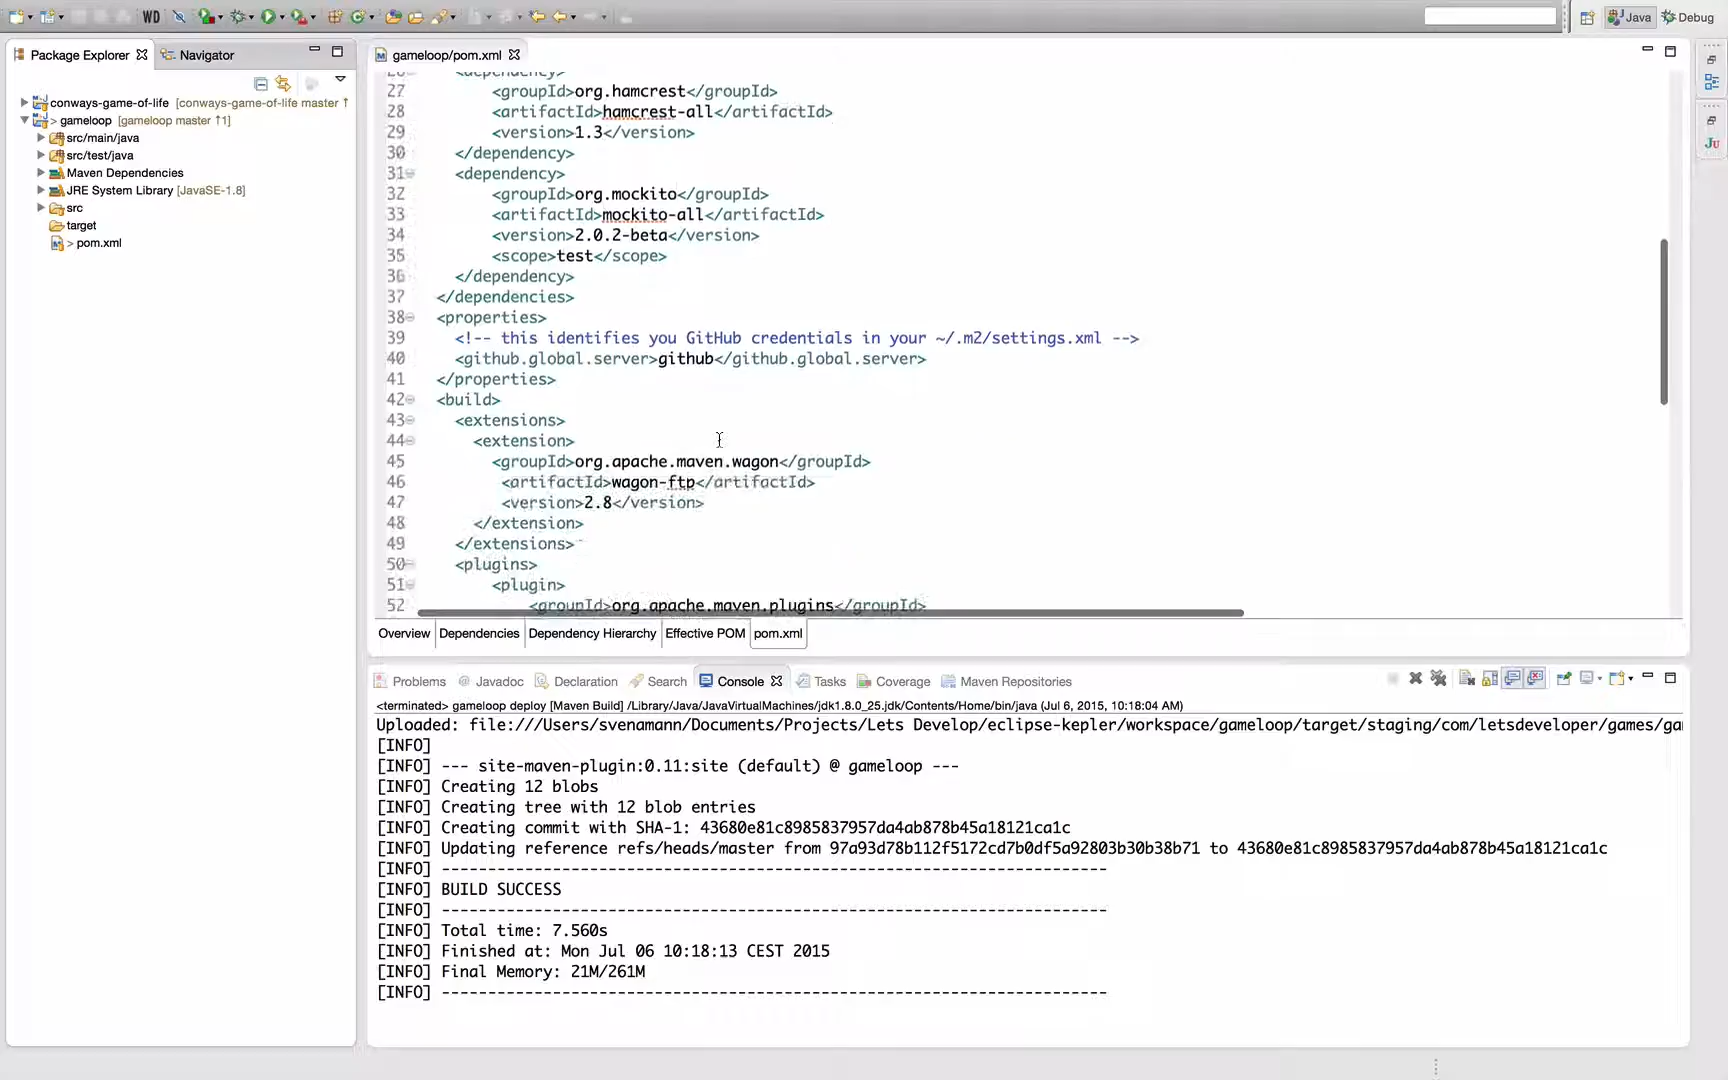 WD
Java
Debug
Package Explorer
Navigator
conways-game-of-life [conways-game-of-life master ↑
> gameloop [gameloop master ↑1]
src/main/java
src/test/java
Maven Dependencies
JRE System Library [JavaSE-1.8]
src
target
> pom.xml
gameloop/pom.xml
26 <dependency>
27 <groupId>org.hamcrest</groupId>
28 <artifactId>hamcrest-all</artifactId>
29 <version>1.3</version>
30 </dependency>
31 <dependency>
32 <groupId>org.mockito</groupId>
33 <artifactId>mockito-all</artifactId>
34 <version>2.0.2-beta</version>
35 <scope>test</scope>
36 </dependency>
37 </dependencies>
38 <properties>
39 <!-- this identifies you GitHub credentials in your ~/.m2/settings.xml -->
40 <github.global.server>github</github.global.server>
41 </properties>
42 <build>
43 <extensions>
44 <extension>
45 <groupId>org.apache.maven.wagon</groupId>
46 <artifactId>wagon-ftp</artifactId>
47 <version>2.8</version>
48 </extension>
49 </extensions>
50 <plugins>
51 <plugin>
52 <groupId>org.apache.maven.plugins</groupId>
Overview Dependencies Dependency Hierarchy Effective POM pom.xml
Problems @ Javadoc Declaration Search Console Tasks Coverage Maven Repositories
<terminated> gameloop deploy [Maven Build] /Library/Java/JavaVirtualMachines/jdk1.8.0_25.jdk/Contents/Home/bin/java (Jul 6, 2015, 10:18:04 AM)
Uploaded: file:///Users/svenamann/Documents/Projects/Lets Develop/eclipse-kepler/workspace/gameloop/target/staging/com/letsdeveloper/games/ga
[INFO]
[INFO] --- site-maven-plugin:0.11:site (default) @ gameloop ---
[INFO] Creating 12 blobs
[INFO] Creating tree with 12 blob entries
[INFO] Creating commit with SHA-1: 43680e81c8985837957da4ab878b45a18121ca1c
[INFO] Updating reference refs/heads/master from 97a93d78b112f5172cd7b0df5a92803b30b38b71 to 43680e81c8985837957da4ab878b45a18121ca1c
[INFO] ------------------------------------------------------------------------
[INFO] BUILD SUCCESS
[INFO] ------------------------------------------------------------------------
[INFO] Total time: 7.560s
[INFO] Finished at: Mon Jul 06 10:18:13 CEST 2015
[INFO] Final Memory: 21M/261M
[INFO] ------------------------------------------------------------------------
Ju